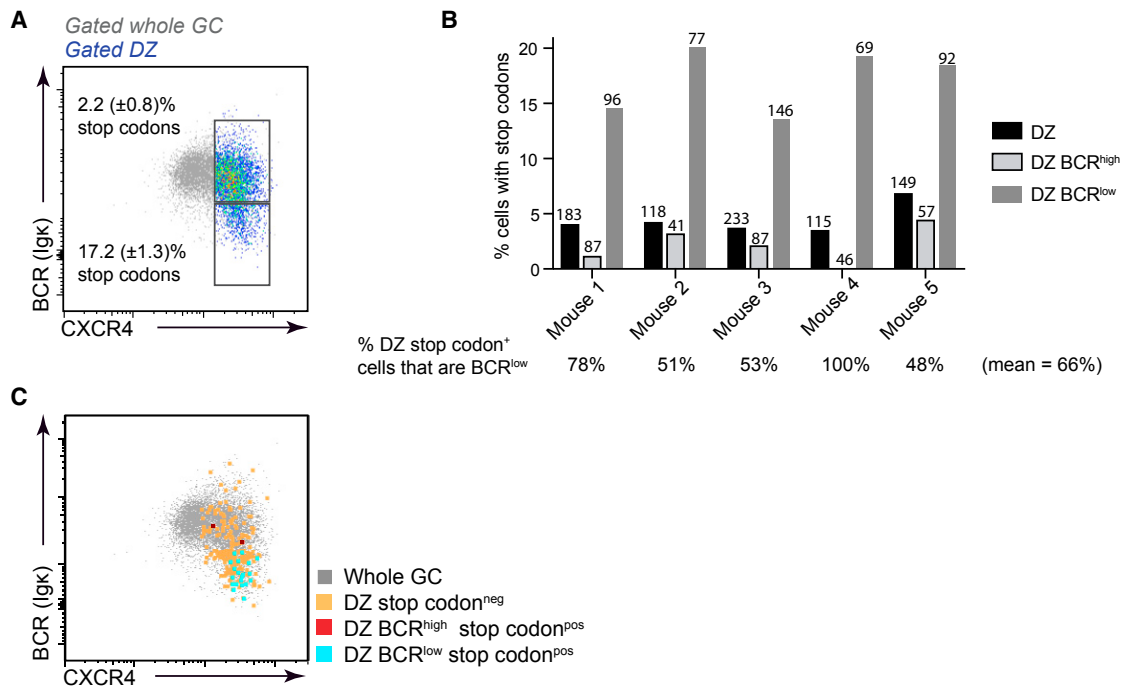 A
Gated whole GC
Gated DZ
2.2 (±0.8)%
stop codons
17.2 (±1.3)%
stop codons
BCR (Igκ)
CXCR4
B
% cells with stop codons
20
15
10
5
0
183
87
96
118
41
77
233
87
146
115
46
69
149
57
92
DZ
DZ BCRhigh
DZ BCRlow
Mouse 1
Mouse 2
Mouse 3
Mouse 4
Mouse 5
% DZ stop codon+
cells that are BCRlow
78% 51% 53% 100% 48% (mean = 66%)
C
BCR (Igκ)
CXCR4
Whole GC
DZ stop codonneg
DZ BCRhigh stop codonpos
DZ BCRlow stop codonpos